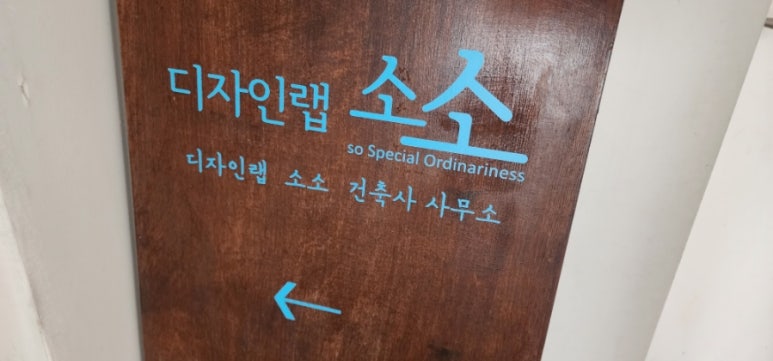 디자인랩 소소
so Special Ordinariness
디자인랩 소소 건축사 사무소
←